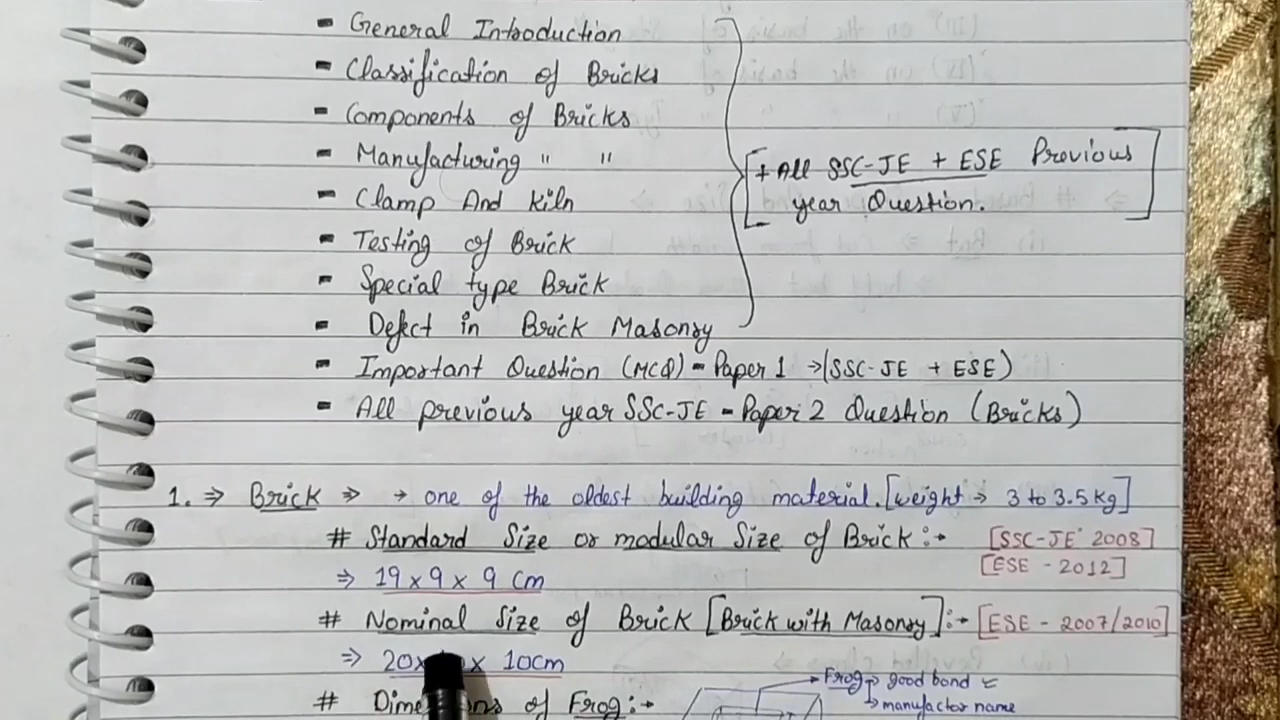 - General Introduction
- Classification of Bricks
- Components of Bricks
- Manufacturing " "
- Clamp And Kiln
- Testing of Brick
- Special type Brick
- Defect in Brick Masonry
[+ All SSC-JE + ESE Previous
year Question.]
- Important Question (MCQ) - Paper 1 → (SSC-JE + ESE)
- All previous year SSC-JE - Paper 2 Question (Bricks)
1. ⇒ Brick ⇒ → one of the oldest building material. [weight → 3 to 3.5 kg]
# Standard Size or modular Size of Brick :- [SSC-JE 2008]
[ESE - 2012]
⇒ 19 × 9 × 9 cm
# Nominal Size of Brick [Brick with Masonry] :- [ESE - 2007/2010]
⇒ 20 × × 10cm
# of Frog :-
Frog → good bond
→ manufactor name